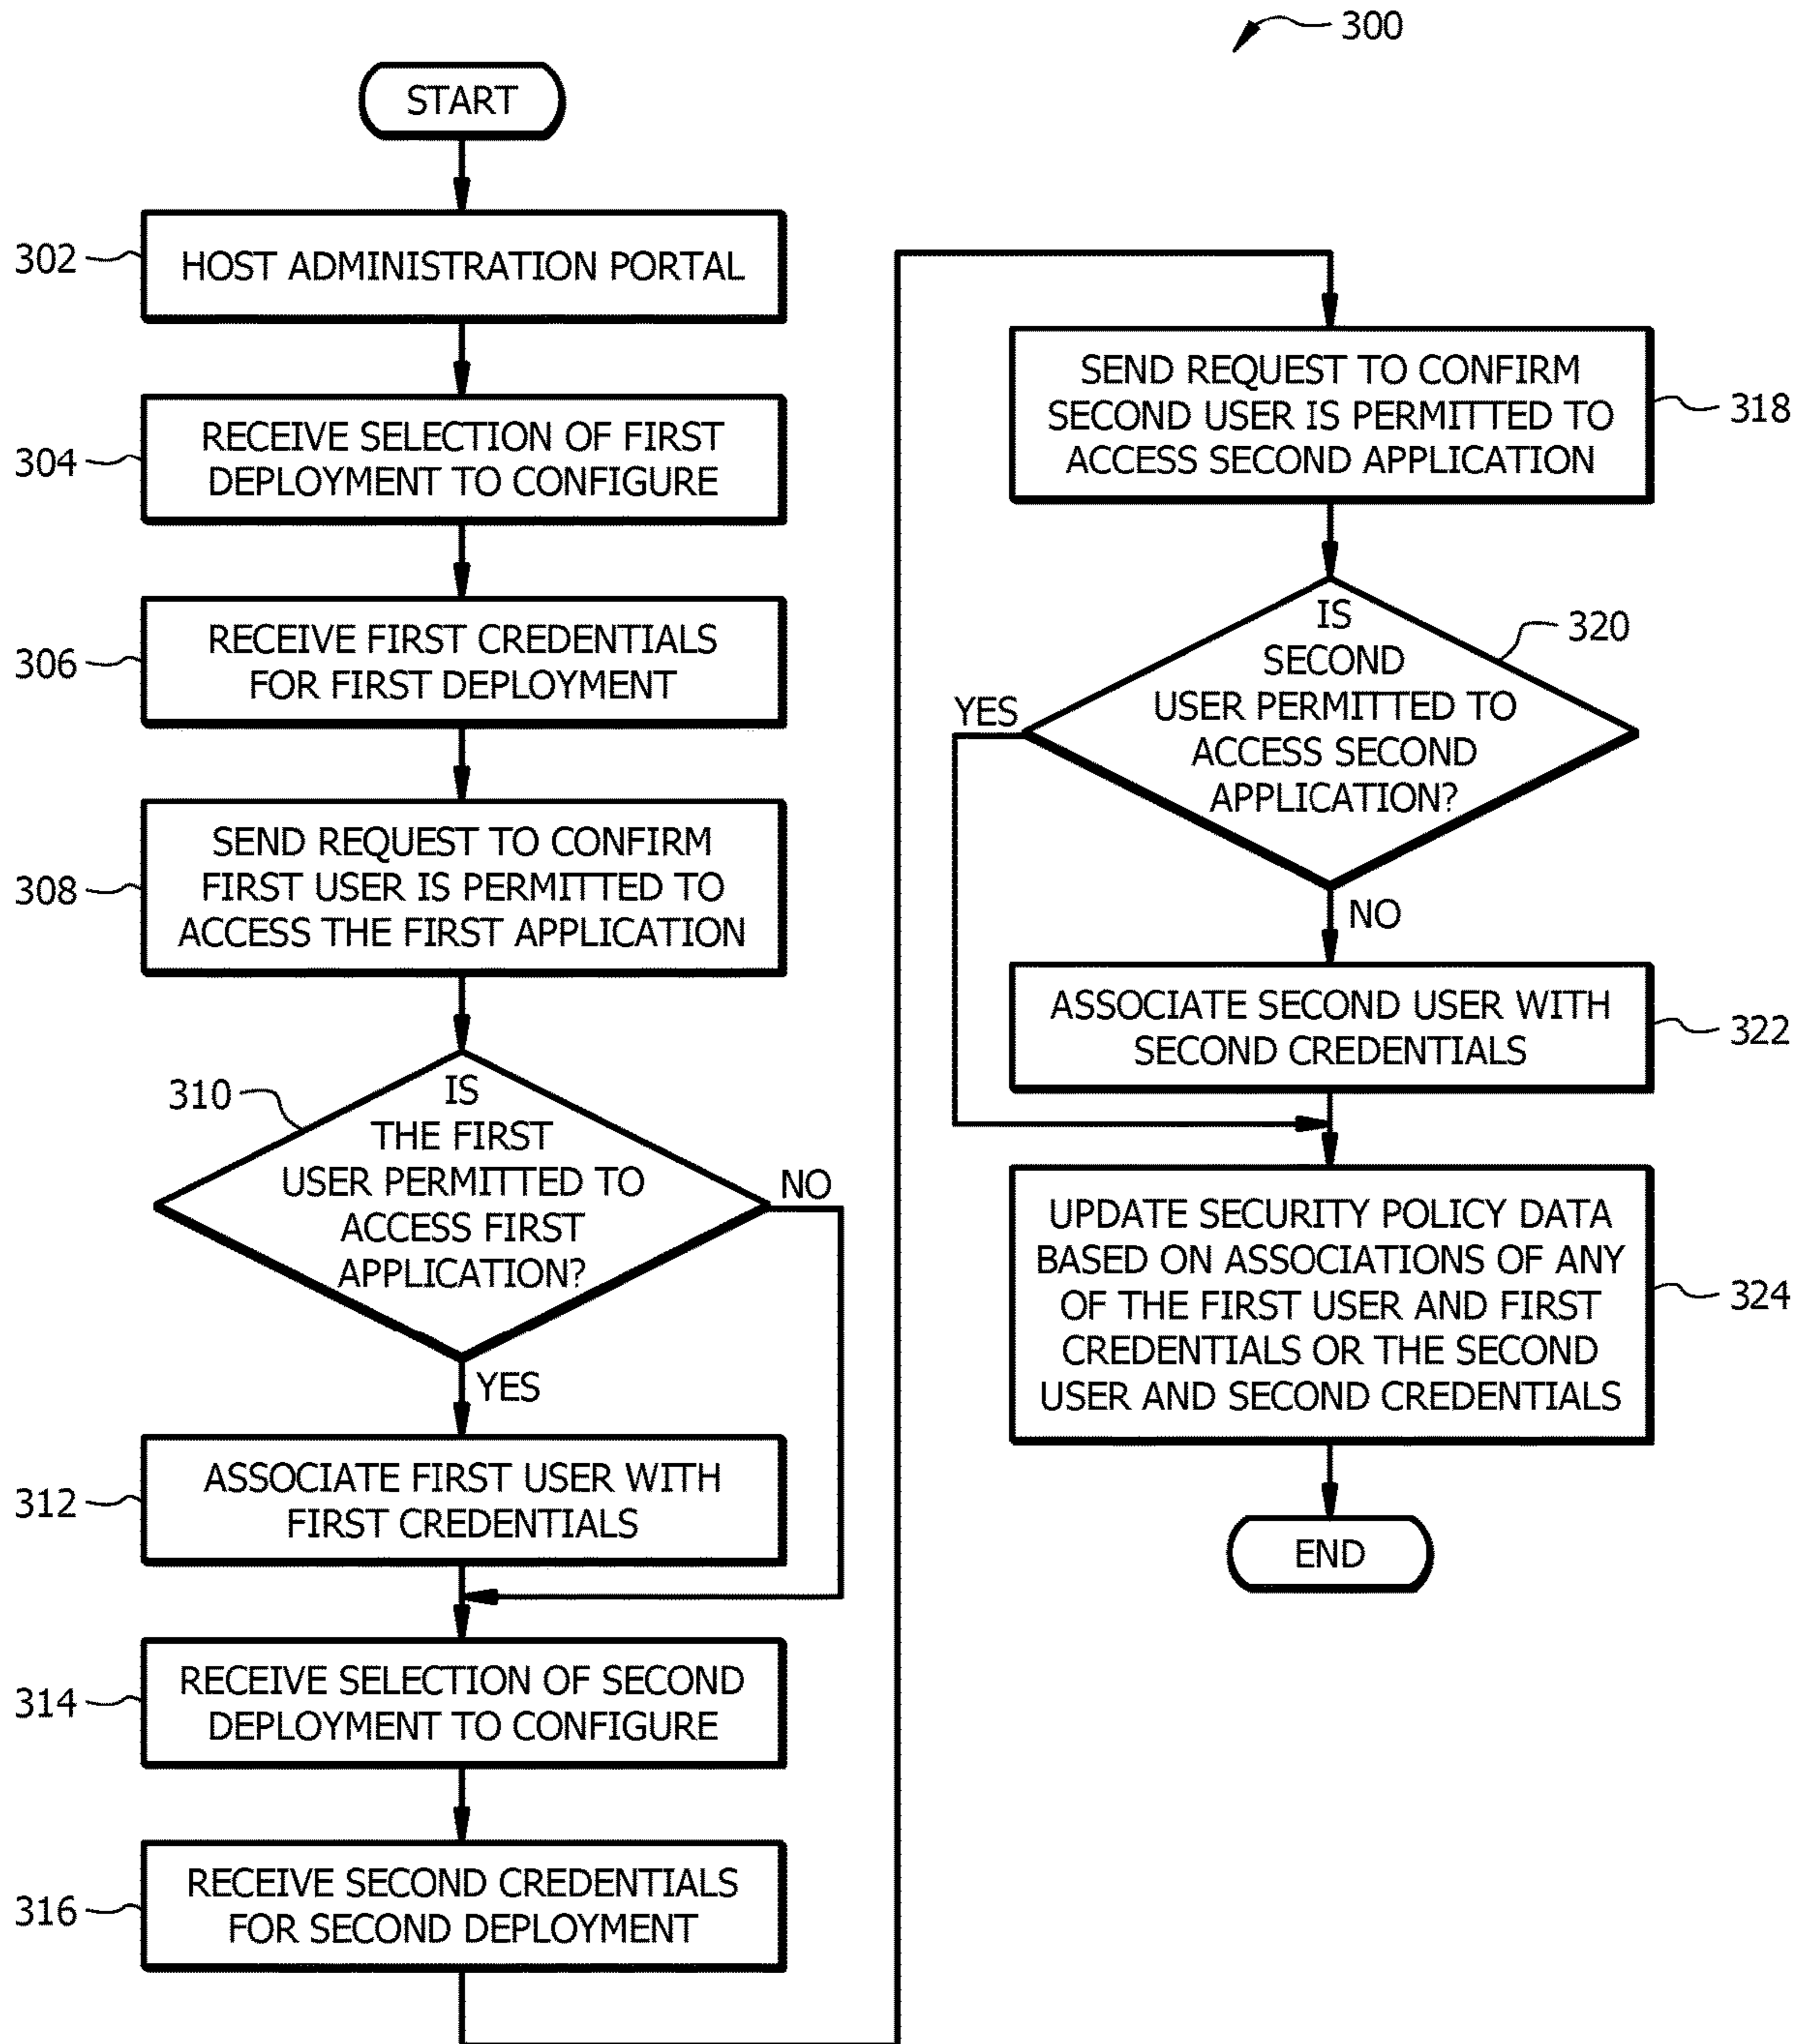 300
START
302
HOST ADMINISTRATION PORTAL
304
RECEIVE SELECTION OF FIRST
DEPLOYMENT TO CONFIGURE
306
RECEIVE FIRST CREDENTIALS
FOR FIRST DEPLOYMENT
308
SEND REQUEST TO CONFIRM
FIRST USER IS PERMITTED TO
ACCESS THE FIRST APPLICATION
310
IS
THE FIRST
USER PERMITTED TO
ACCESS FIRST
APPLICATION?
NO
YES
312
ASSOCIATE FIRST USER WITH
FIRST CREDENTIALS
314
RECEIVE SELECTION OF SECOND
DEPLOYMENT TO CONFIGURE
316
RECEIVE SECOND CREDENTIALS
FOR SECOND DEPLOYMENT
SEND REQUEST TO CONFIRM
SECOND USER IS PERMITTED TO
ACCESS SECOND APPLICATION
318
IS
SECOND
USER PERMITTED TO
ACCESS SECOND
APPLICATION?
320
YES
NO
ASSOCIATE SECOND USER WITH
SECOND CREDENTIALS
322
UPDATE SECURITY POLICY DATA
BASED ON ASSOCIATIONS OF ANY
OF THE FIRST USER AND FIRST
CREDENTIALS OR THE SECOND
USER AND SECOND CREDENTIALS
324
END